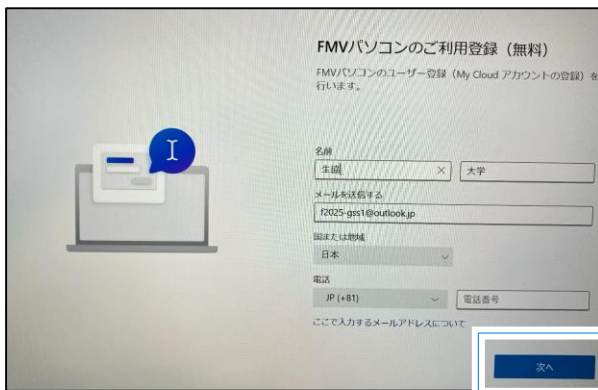 FMVパソコンのご利用登録（無料）
FMVパソコンのユーザー登録（My Cloud アカウントの登録）を
行います。
名前
生協 大学
メールを送信する
f2025-gss1@outlook.jp
国または地域
日本
電話
JP (+81) 電話番号
ここで入力するメールアドレスについて
次へ